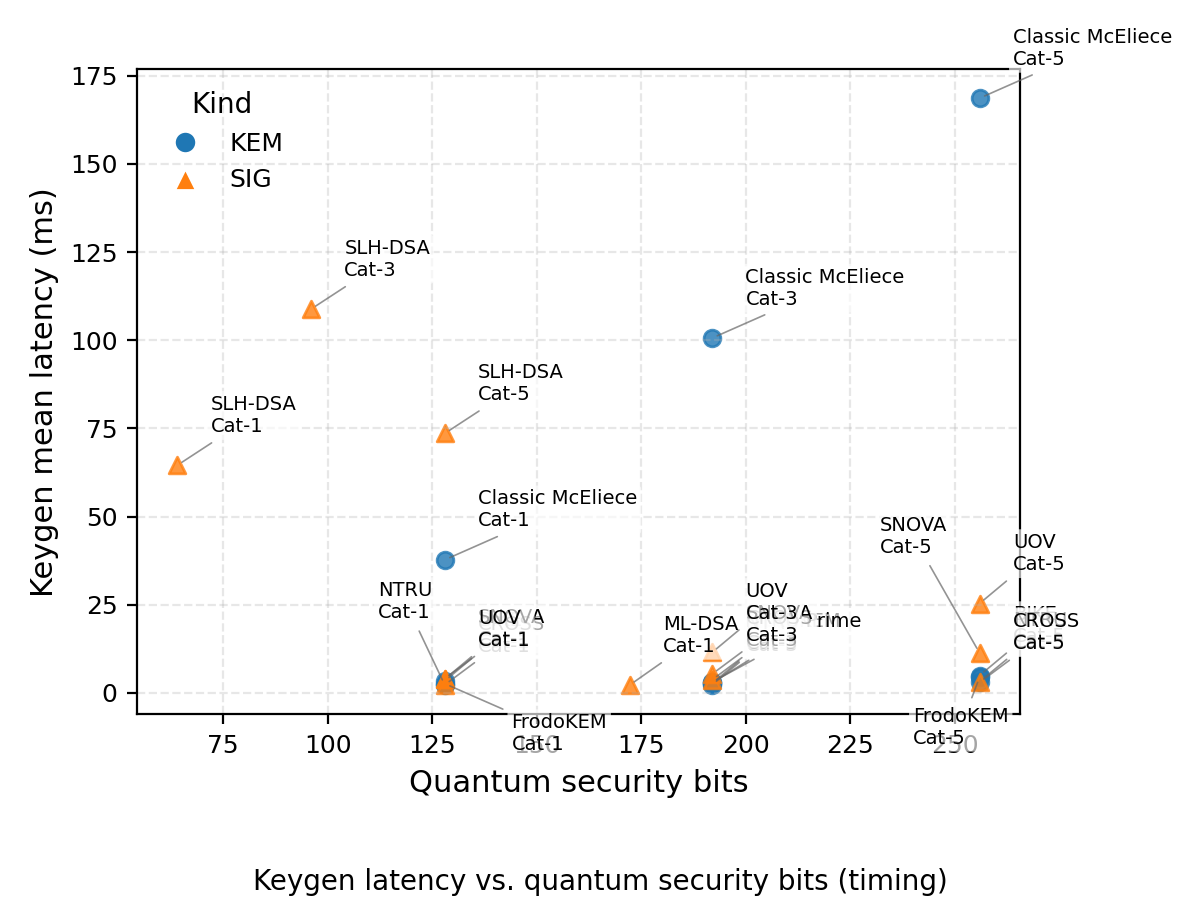 Classic McEliece
Cat-5
175
150
125
100
75
50
25
0
Keygen mean latency (ms)
Kind
KEM
SIG
SLH-DSA
Cat-3
Classic McEliece
Cat-3
SLH-DSA
Cat-5
SLH-DSA
Cat-1
Classic McEliece
Cat-1
SNOVA
Cat-5
UOV
Cat-5
NTRU
Cat-1
UOV
Cat-1
ML-DSA
Cat-1
UOV
Cat-3
Cat-3
CROSS
Cat-5
FrodoKEM
Cat-1
FrodoKEM
Cat-5
75
100
125
150
175
200
225
250
Quantum security bits
Keygen latency vs. quantum security bits (timing)